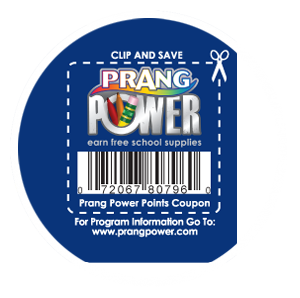 CLIP AND SAVE
PRANG
POWER
earn free school supplies
0 72067 80796 0
Prang Power Points Coupon
For Program Information Go To:
www.prangpower.com